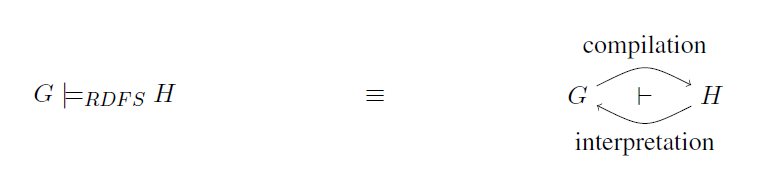 compilation
G ⊨RDFS H ≡ G ⊢ H
interpretation